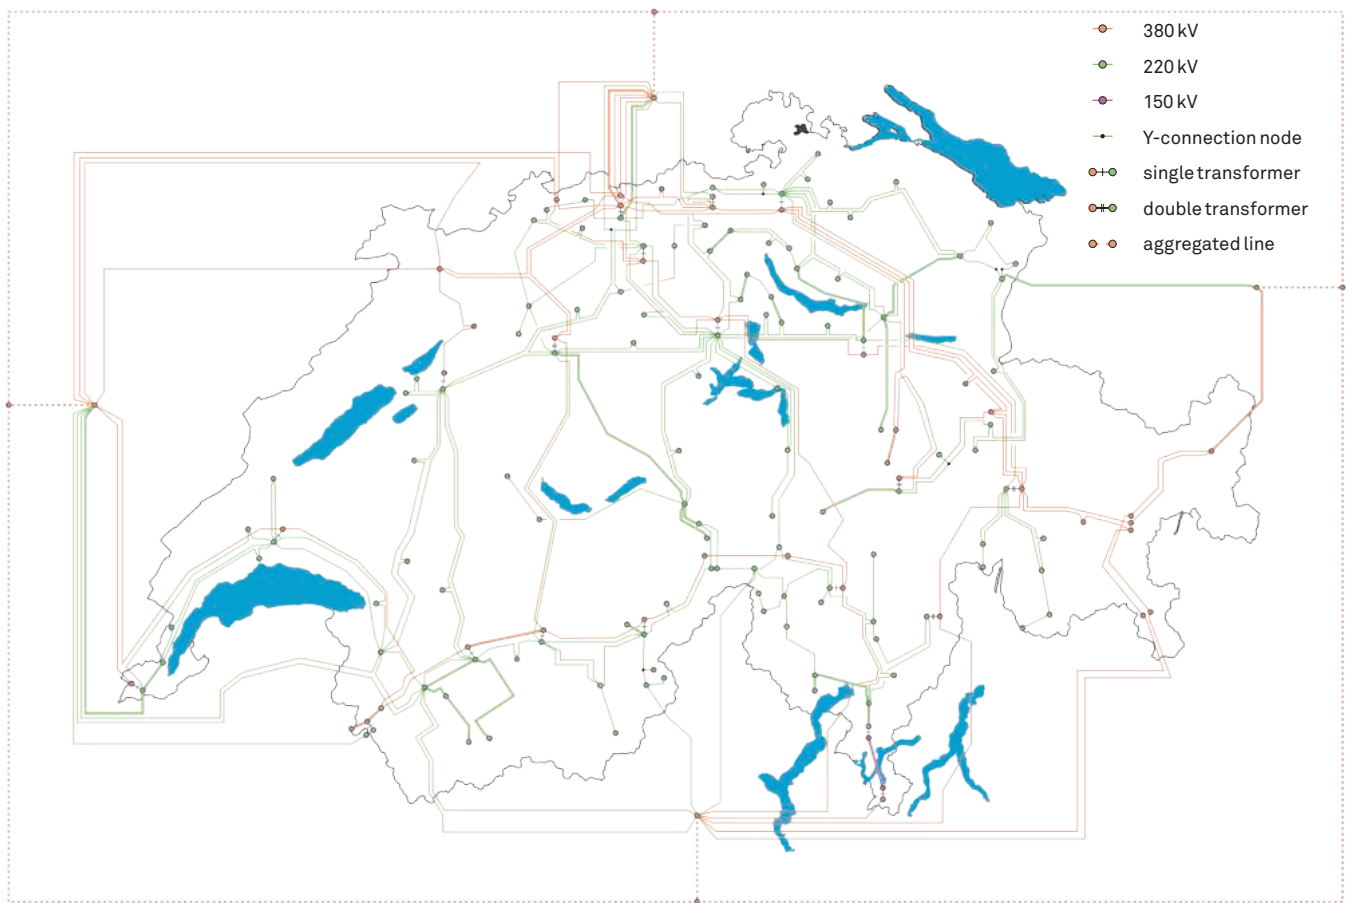 380 kV
220 kV
150 kV
Y-connection node
single transformer
double transformer
aggregated line